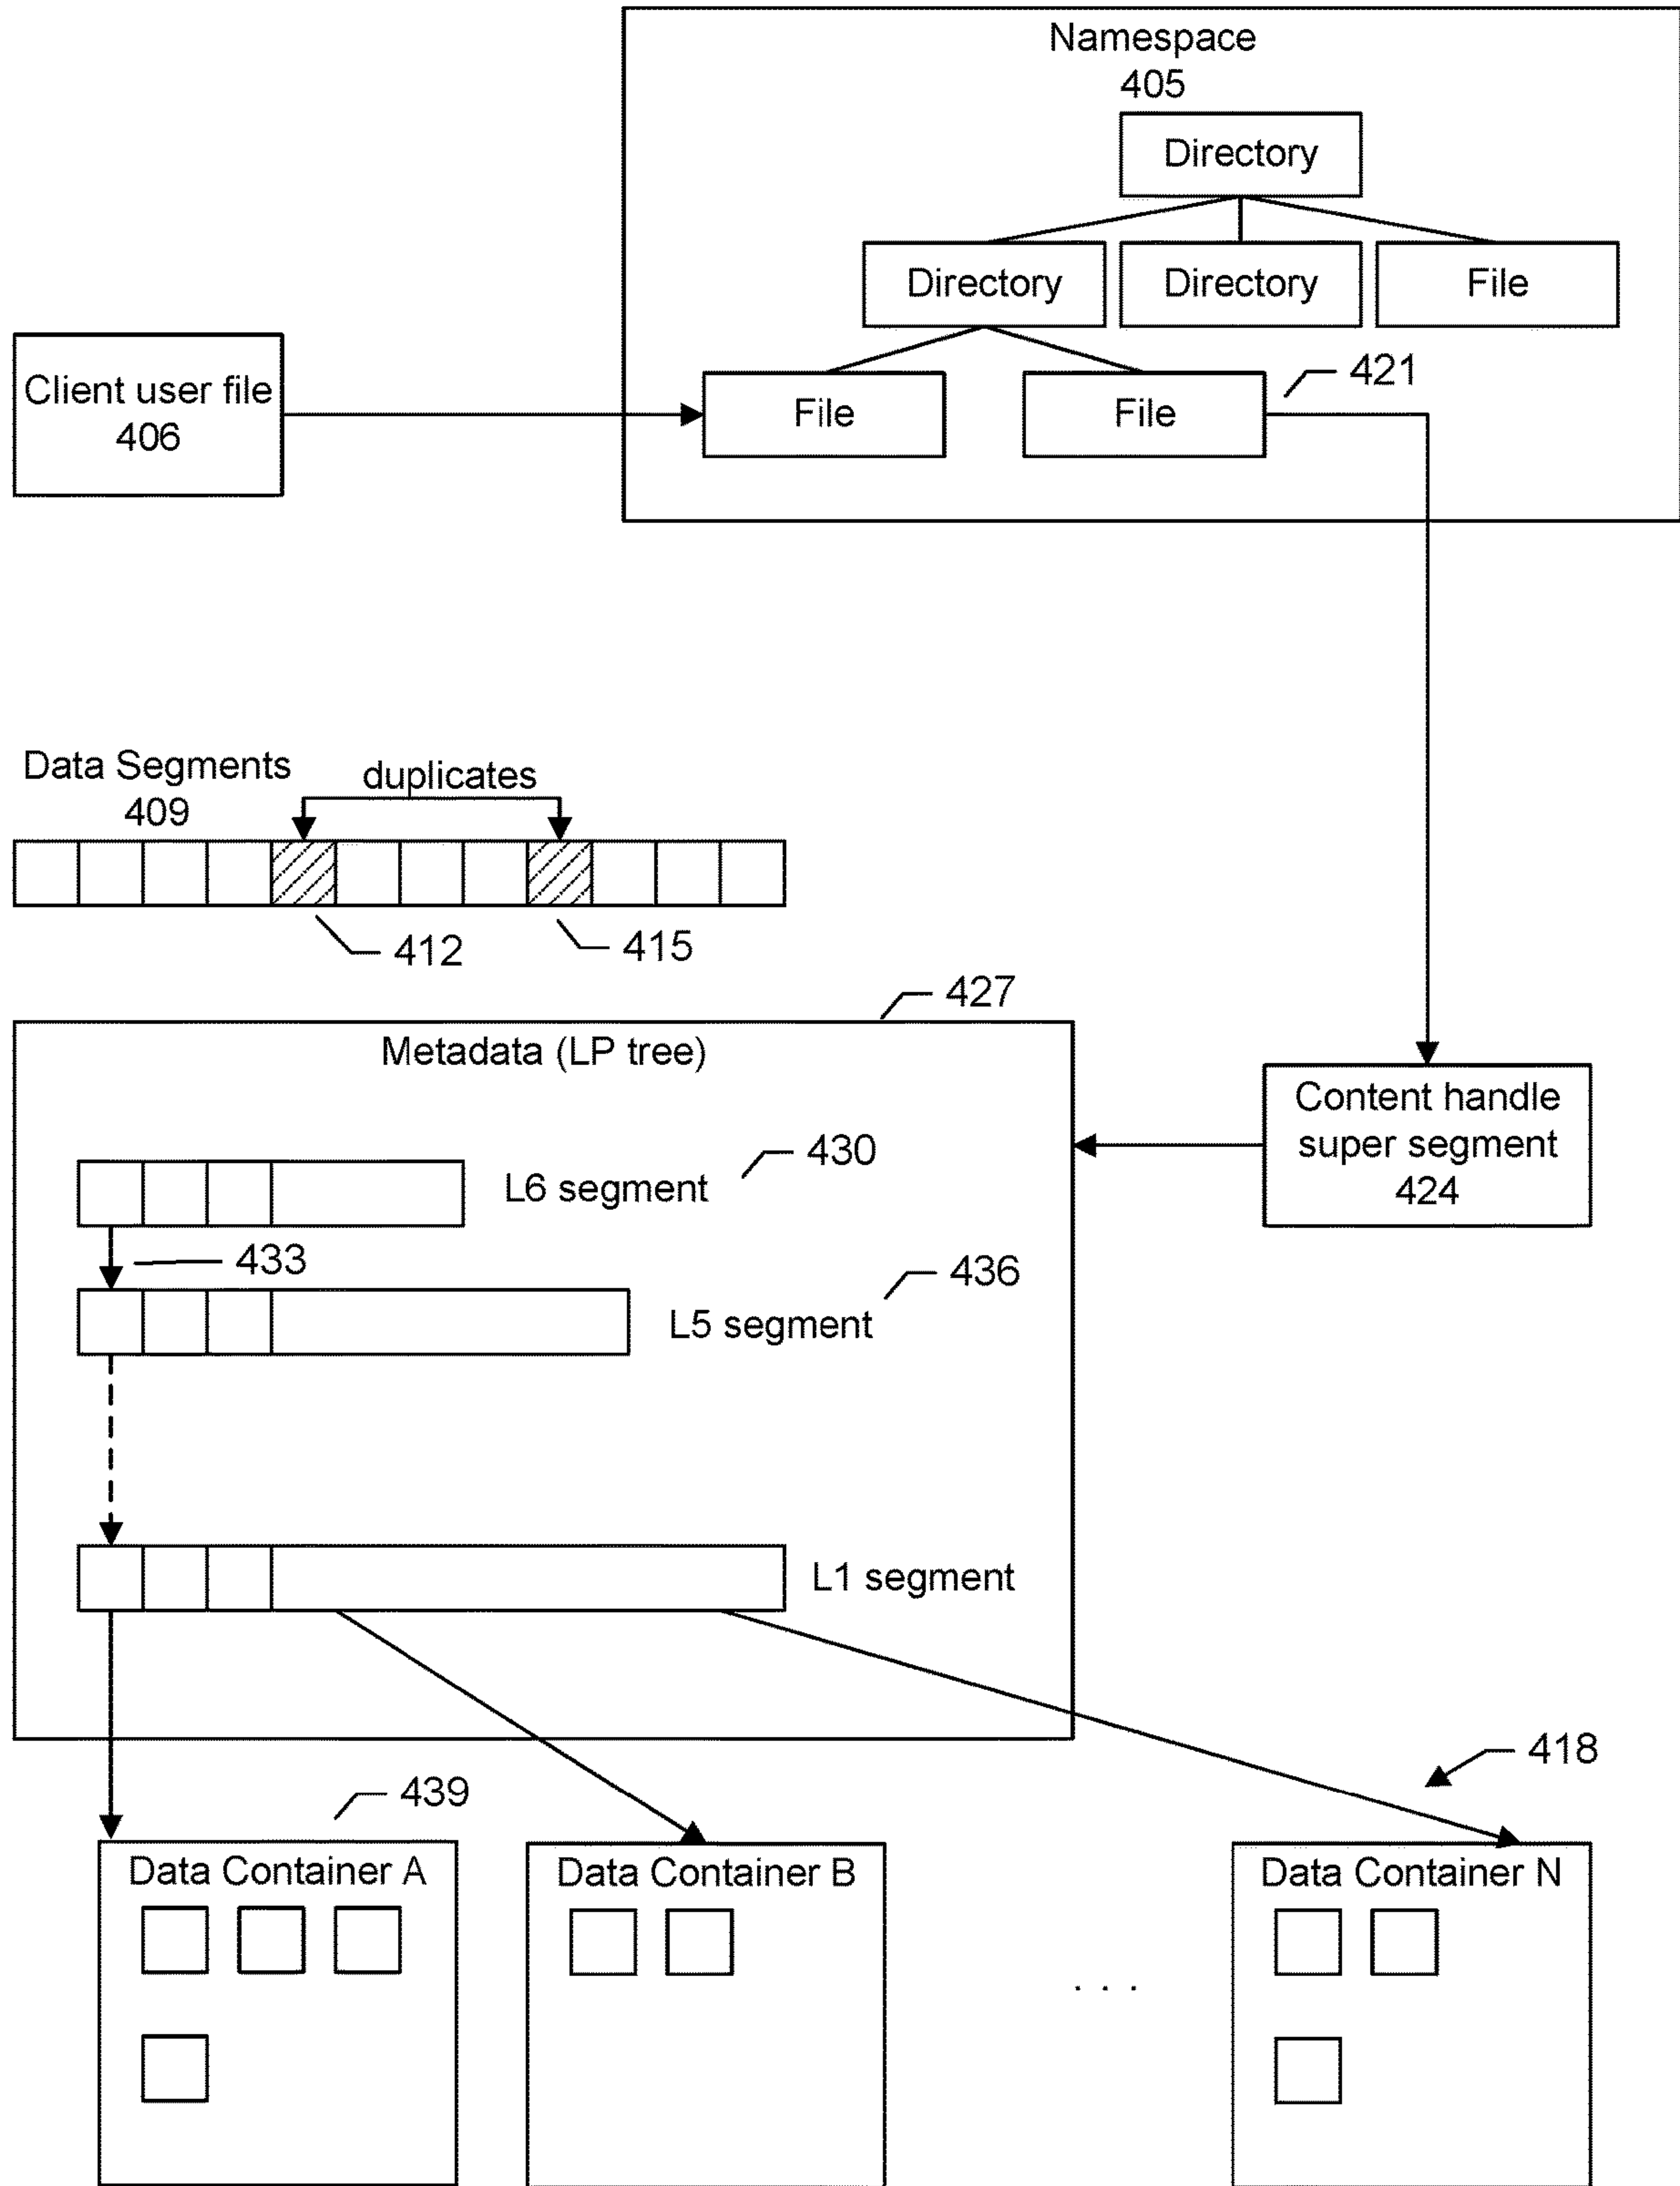 Namespace
405
Directory
Directory
Directory
File
Client user file
406
File
File
421
Data Segments
409
duplicates
412
415
427
Metadata (LP tree)
Content handle
super segment
424
L6 segment
430
433
L5 segment
436
L1 segment
418
439
Data Container A
Data Container B
. . .
Data Container N